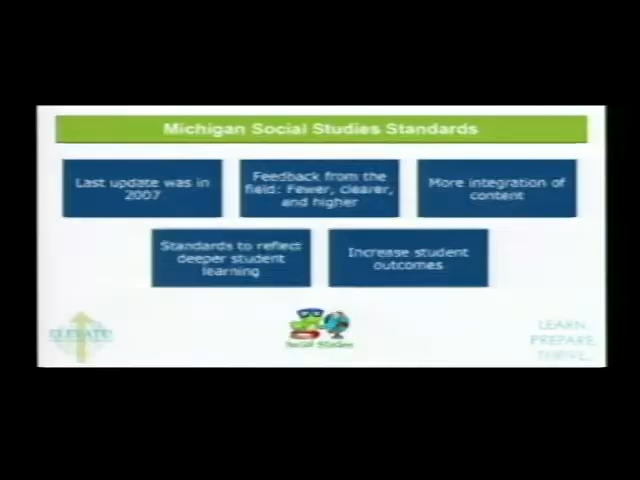 Michigan Social Studies Standards
Last update was in
2007
Feedback from the
field: Fewer, clearer,
and higher
More integration of
content
Standards to reflect
deeper student
learning
Increase student
outcomes
ELEVATE!
Social Studies
LEARN.
PREPARE.
THRIVE.